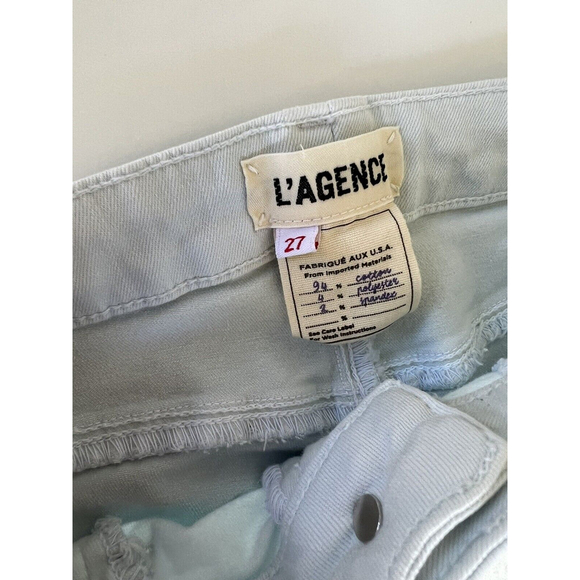 L'AGENCE
27
FABRIQUÉ AUX U.S.A.
From Imported Materials
94 % cotton
4 % polyester
2 % spandex
%
See Care Label
For Wash Instructions